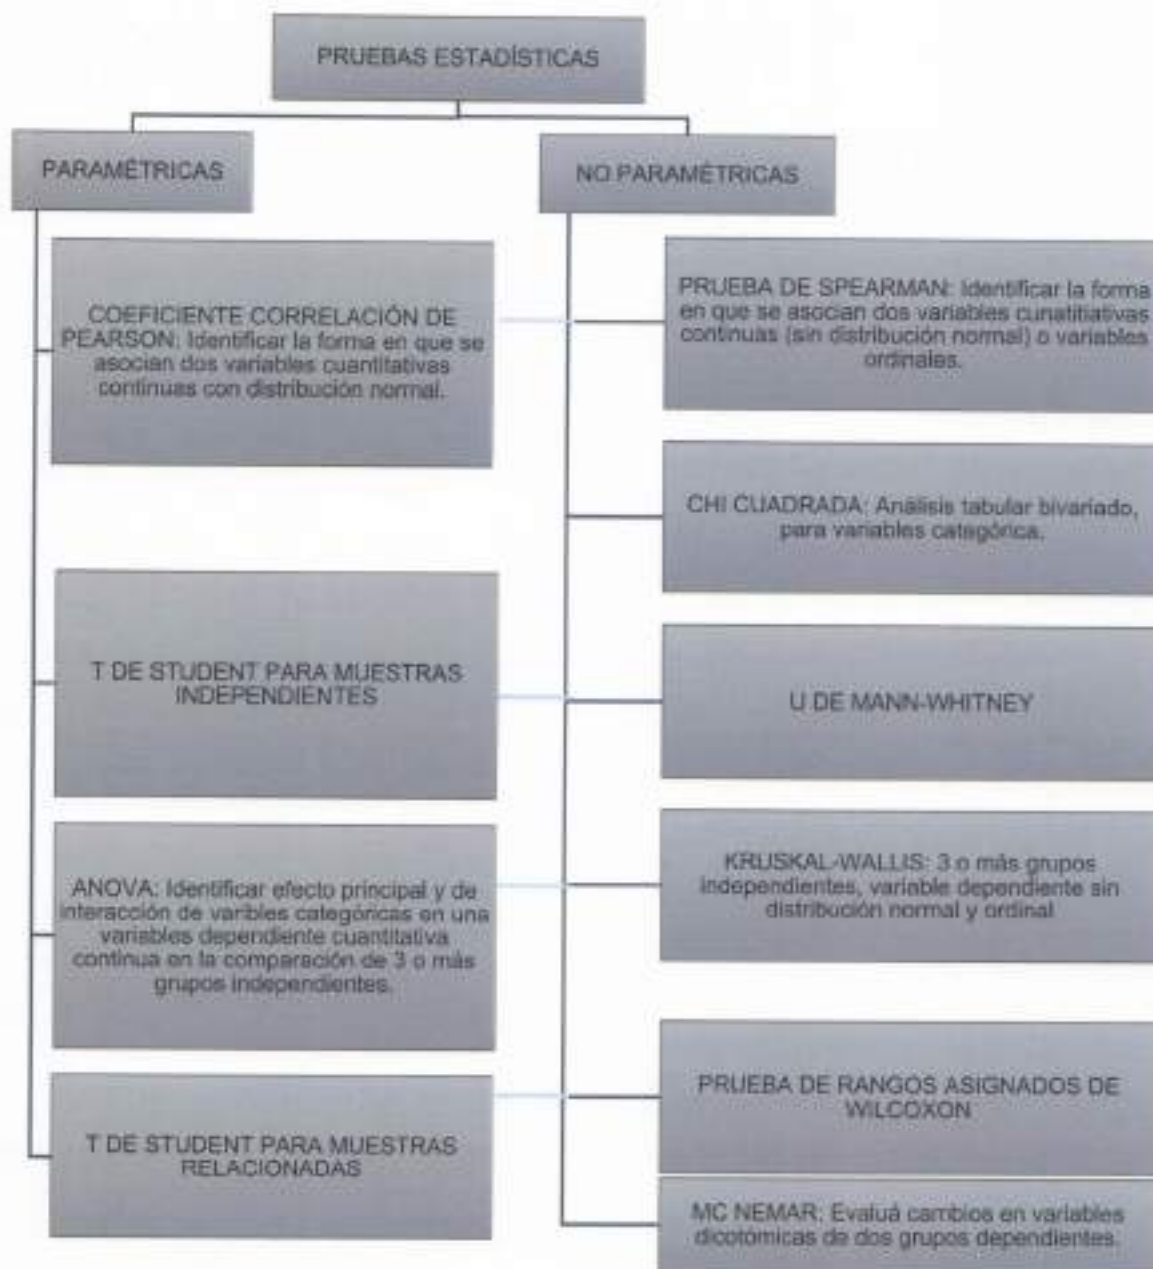 PRUEBAS ESTADÍSTICAS
PARAMÉTRICAS
NO PARAMÉTRICAS
COEFICIENTE CORRELACIÓN DE
PEARSON: Identificar la forma en que se
asocian dos variables cuantitativas
continuas con distribución normal.
T DE STUDENT PARA MUESTRAS
INDEPENDIENTES
ANOVA: Identificar efecto principal y de
interacción de varibles categóricas en una
variables dependiente cuantitativa
continua en la comparación de 3 o más
grupos independientes.
T DE STUDENT PARA MUESTRAS
RELACIONADAS
PRUEBA DE SPEARMAN: Identificar la forma
en que se asocian dos variables cunatitiativas
continuas (sin distribución normal) o variables
ordinales.
CHI CUADRADA: Análisis tabular bivariado,
para variables categórica.
U DE MANN-WHITNEY
KRUSKAL-WALLIS: 3 o más grupos
independientes, variable dependiente sin
distribución normal y ordinal
PRUEBA DE RANGOS ASIGNADOS DE
WILCOXON
MC NEMAR: Evaluá cambios en variables
dicotómicas de dos grupos dependientes.